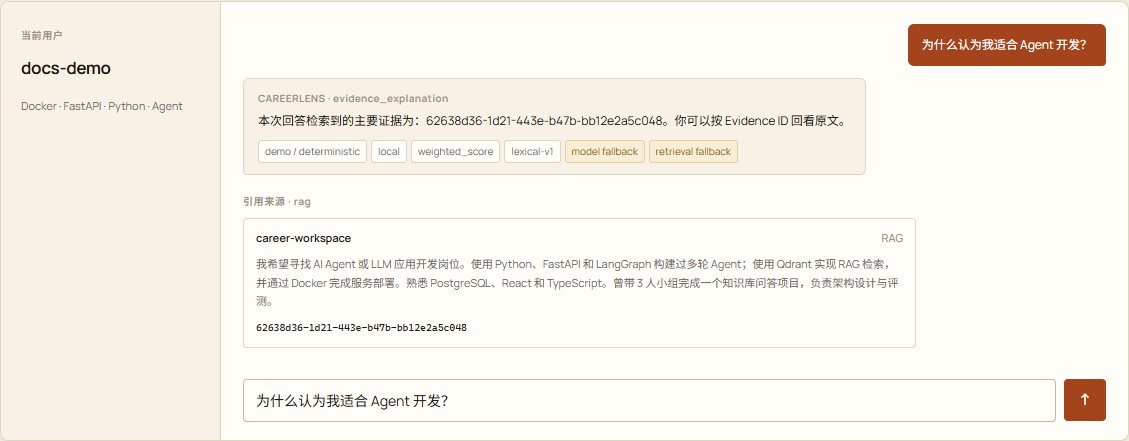 当前用户
docs-demo
Docker · FastAPI · Python · Agent
为什么认为我适合 Agent 开发？
CAREERLENS · evidence_explanation
本次回答检索到的主要证据为：62638d36-1d21-443e-b47b-bb12e2a5c048。你可以按 Evidence ID 回看原文。
demo / deterministic
local
weighted_score
lexical-v1
model fallback
retrieval fallback
引用来源 · rag
career-workspace
RAG
我希望寻找 AI Agent 或 LLM 应用开发岗位。使用 Python、FastAPI 和 LangGraph 构建过多轮 Agent；使用 Qdrant 实现 RAG 检索，
并通过 Docker 完成服务部署。熟悉 PostgreSQL、React 和 TypeScript。曾带 3 人小组完成一个知识库问答项目，负责架构设计与评
测。
62638d36-1d21-443e-b47b-bb12e2a5c048
为什么认为我适合 Agent 开发？
↑